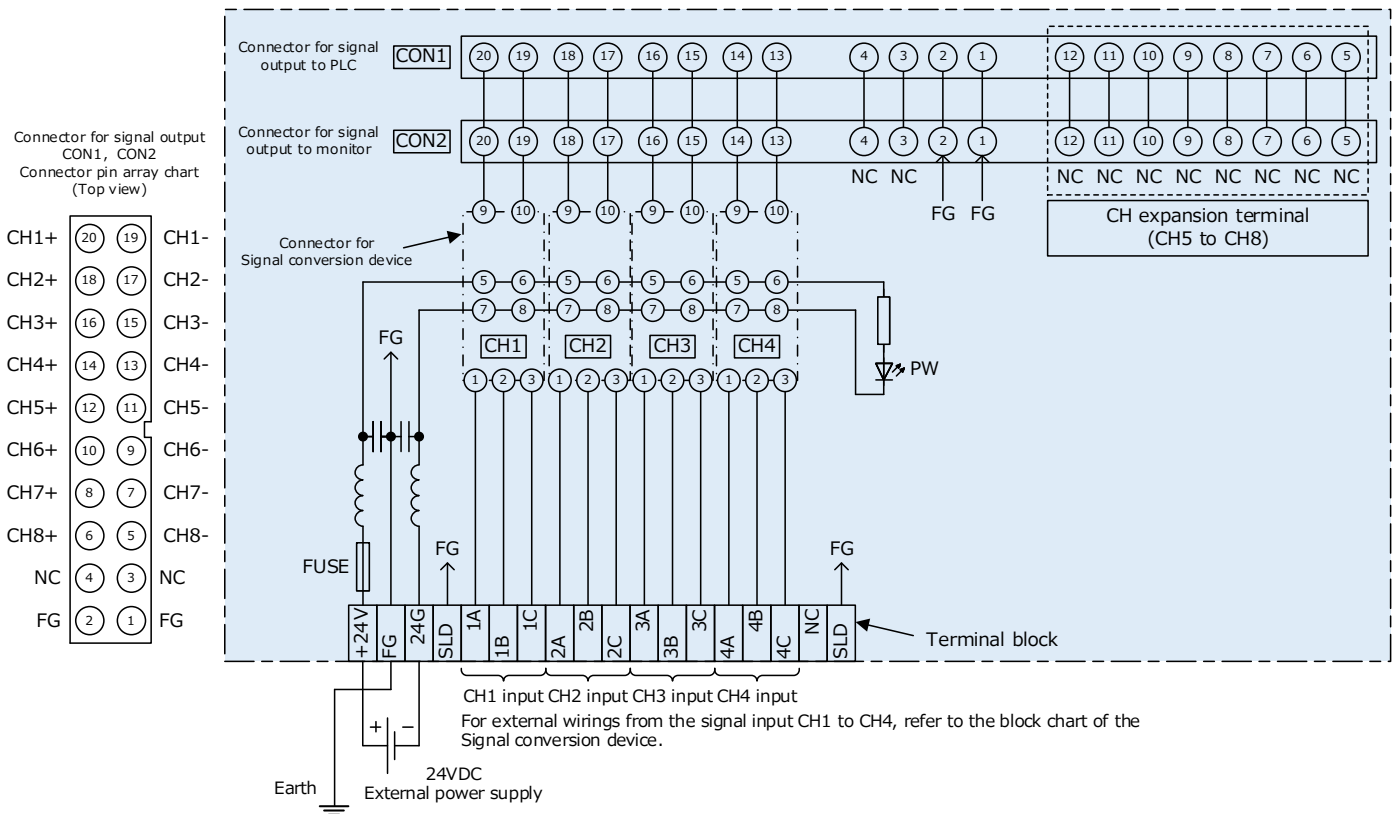 Connector for signal
output to PLC
CON1
20 19 18 17 16 15 14 13 4 3 2 1 12 11 10 9 8 7 6 5
Connector for signal
output to monitor
CON2
20 19 18 17 16 15 14 13 4 3 2 1 12 11 10 9 8 7 6 5
NC NC NC NC NC NC NC NC NC NC
FG FG
CH expansion terminal
(CH5 to CH8)
Connector for signal output
CON1, CON2
Connector pin array chart
(Top view)
CH1+ 20 19 CH1-
CH2+ 18 17 CH2-
CH3+ 16 15 CH3-
CH4+ 14 13 CH4-
CH5+ 12 11 CH5-
CH6+ 10 9 CH6-
CH7+ 8 7 CH7-
CH8+ 6 5 CH8-
NC 4 3 NC
FG 2 1 FG
9 10 9 10 9 10 9 10
Connector for
Signal conversion device
5 6 5 6 5 6 5 6
7 8 7 8 7 8 7 8
FG
CH1 CH2 CH3 CH4
PW
1 2 3 1 2 3 1 2 3 1 2 3
FUSE
FG
FG
+24V FG 24G SLD 1A 1B 1C 2A 2B 2C 3A 3B 3C 4A 4B 4C NC SLD
Terminal block
CH1 input CH2 input CH3 input CH4 input
For external wirings from the signal input CH1 to CH4, refer to the block chart of the
Signal conversion device.
+ −
24VDC
External power supply
Earth